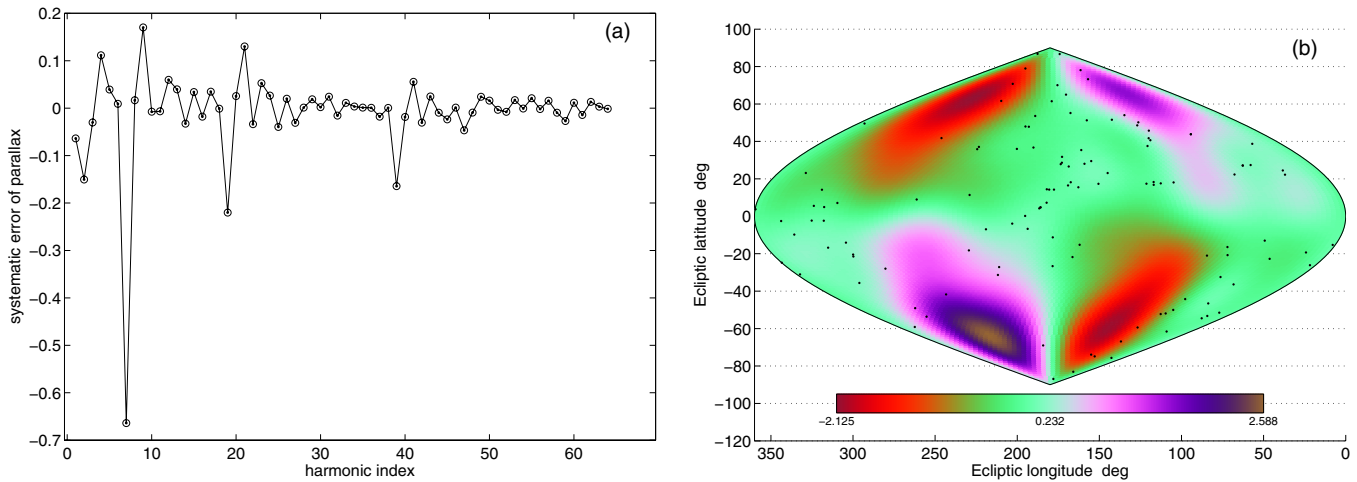 (a)
systematic error of parallax
0.2
0.1
0
−0.1
−0.2
−0.3
−0.4
−0.5
−0.6
−0.7
0 10 20 30 40 50 60
harmonic index
(b)
Ecliptic latitude deg
100
80
60
40
20
0
−20
−40
−60
−80
−100
−120
−2.125 0.232 2.588
350 300 250 200 150 100 50 0
Ecliptic longitude deg